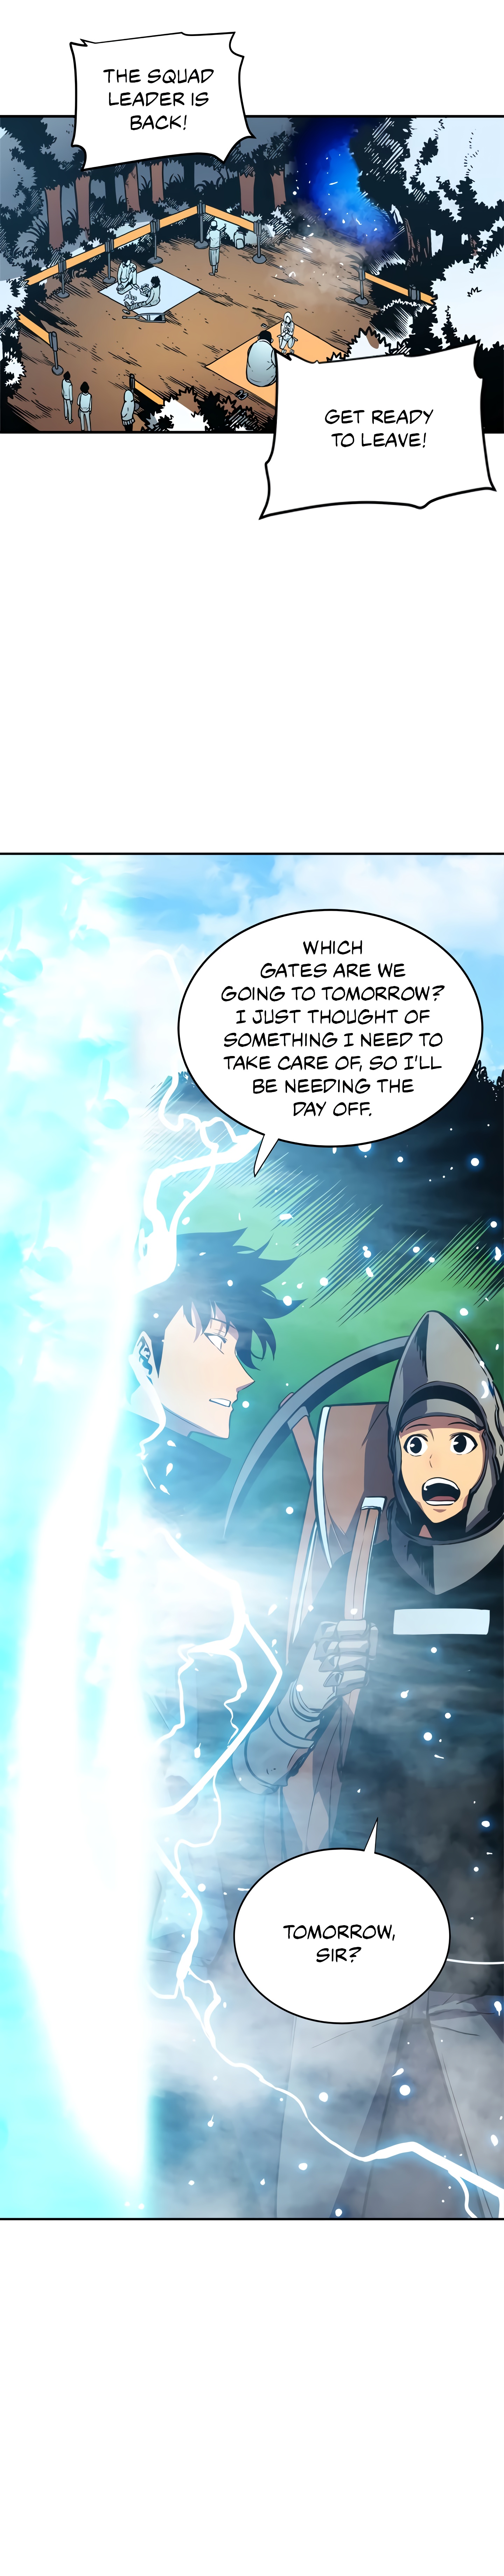 THE SQUAD
LEADER IS
BACK!
GET READY
TO LEAVE!
WHICH
GATES ARE WE
GOING TO TOMORROW?
I JUST THOUGHT OF
SOMETHING I NEED TO
TAKE CARE OF, SO I'LL
BE NEEDING THE
DAY OFF.
TOMORROW,
SIR?